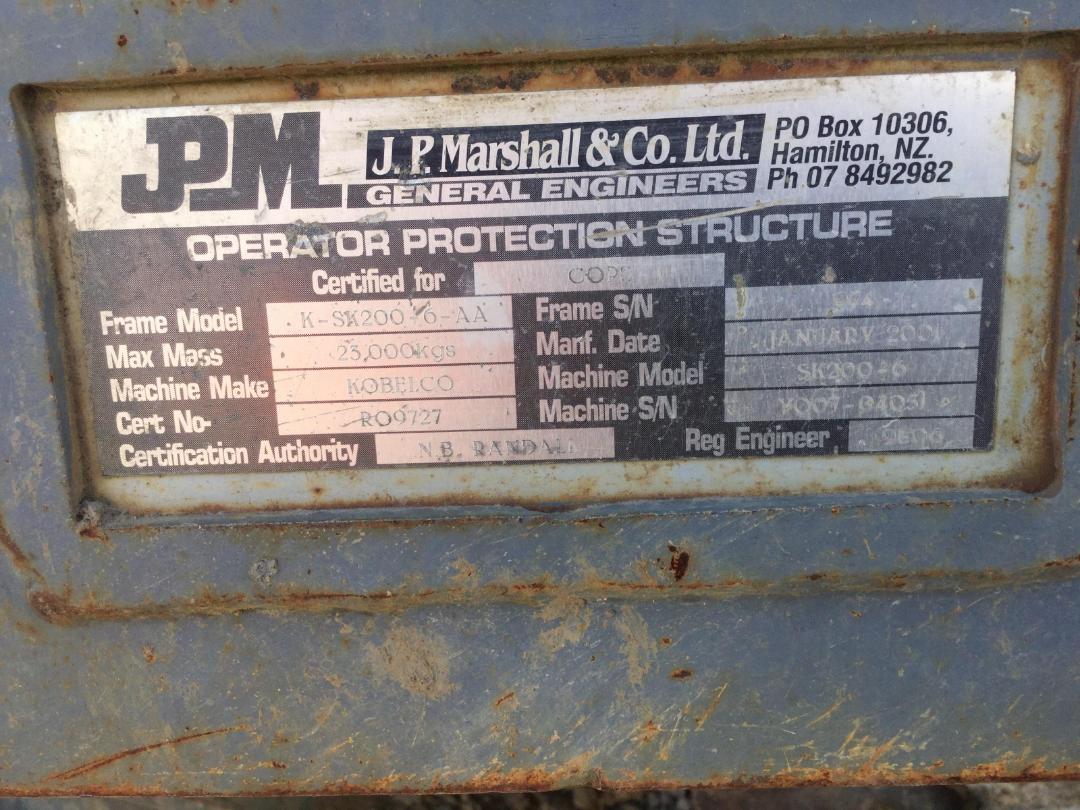 JPM
J.P. Marshall & Co. Ltd.
GENERAL ENGINEERS
PO Box 10306,
Hamilton, NZ.
Ph 07 8492982
OPERATOR PROTECTION STRUCTURE
Certified for COPS
Frame Model K-SK200-6-AA Frame S/N
Max Mass 23,000kgs Manf. Date JANUARY 2001
Machine Make KOBELCO Machine Model SK200-6
Cert No- RO9727 Machine S/N
Certification Authority N.B. RANDALL Reg Engineer